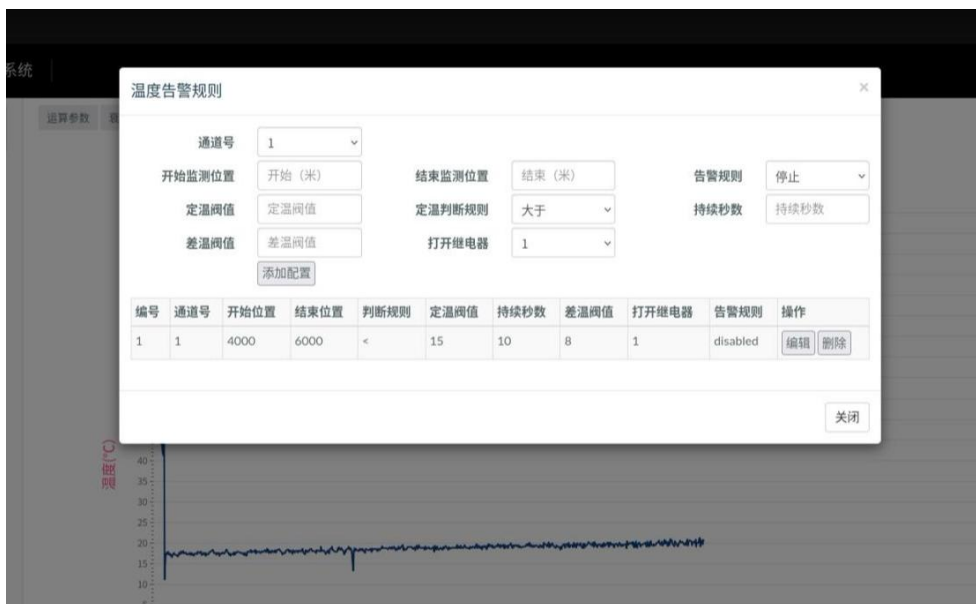 系统
温度告警规则 ×
运算参数
通道号 1
开始监测位置 开始（米） 结束监测位置 结束（米） 告警规则 停止
定温阀值 定温阀值 定温判断规则 大于 持续秒数 持续秒数
差温阀值 差温阀值 打开继电器 1
添加配置
编号 通道号 开始位置 结束位置 判断规则 定温阀值 持续秒数 差温阀值 打开继电器 告警规则 操作
1 1 4000 6000 < 15 10 8 1 disabled 编辑 删除
关闭
温度(°C)
40
35
30
25
20
15
10